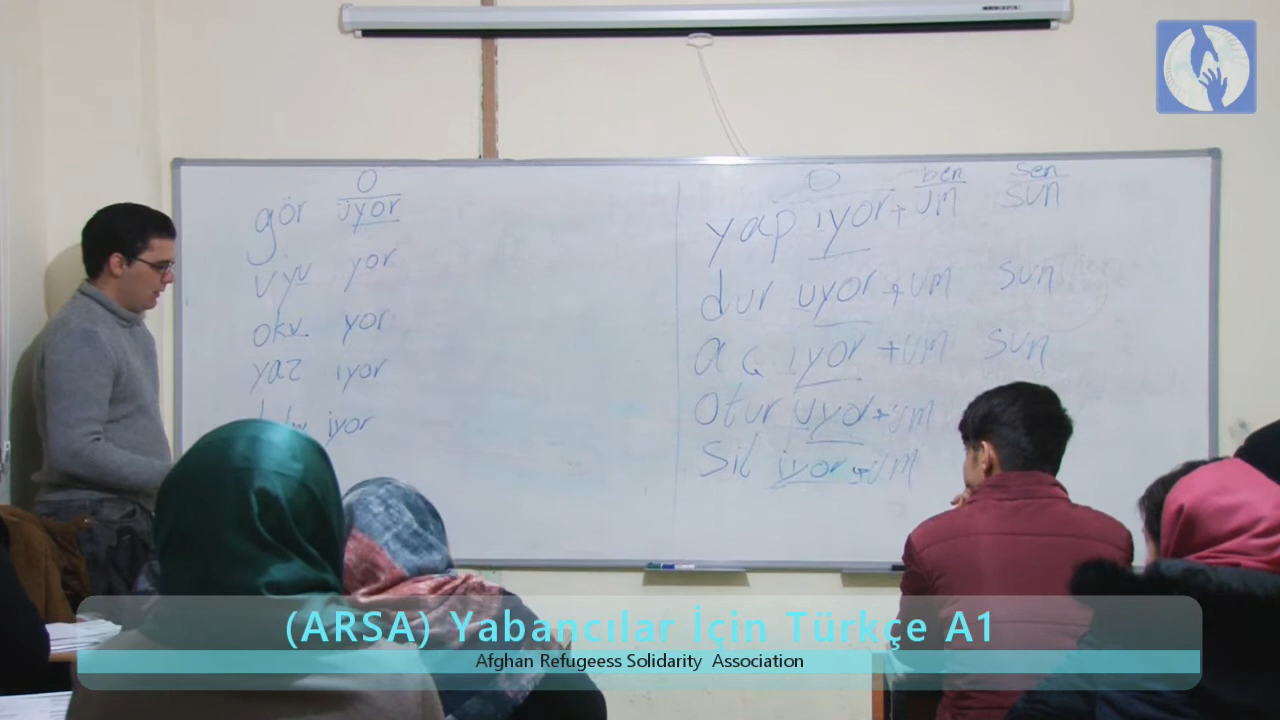 O
gör uyor
uyu yor
oku yor
yaz ıyor
iyor
O ben sen
yap ıyor + um sun
dur uyor + um sun
aç ıyor + um sun
otur uyor + um
Sil iyor + um
(ARSA) Yabancılar İçin Türkçe A1
Afghan Refugeess Solidarity Association